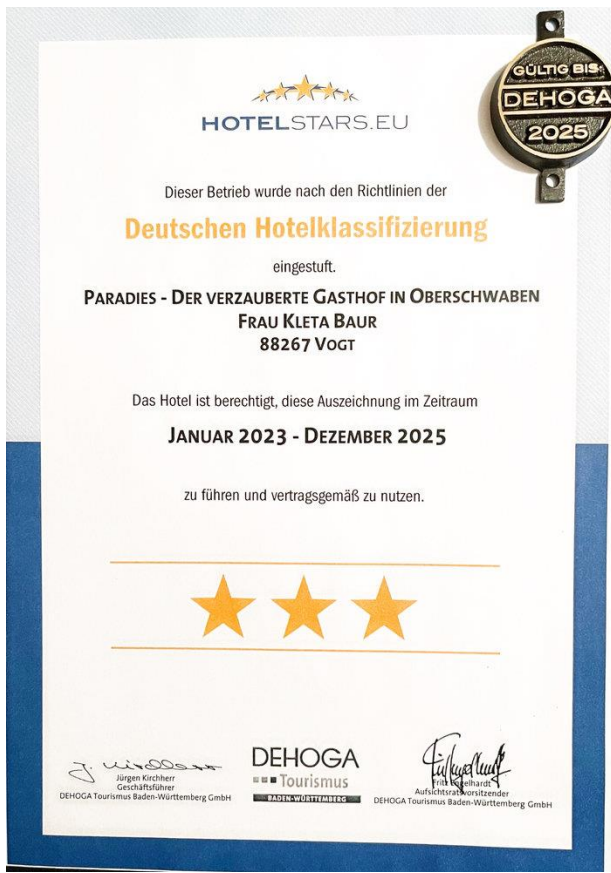 HOTELSTARS.EU
GÜLTIG BIS:
DEHOGA
2025
Dieser Betrieb wurde nach den Richtlinien der
Deutschen Hotelklassifizierung
eingestuft.
PARADIES - DER VERZAUBERTE GASTHOF IN OBERSCHWABEN
FRAU KLETA BAUR
88267 VOGT
Das Hotel ist berechtigt, diese Auszeichnung im Zeitraum
JANUAR 2023 - DEZEMBER 2025
zu führen und vertragsgemäß zu nutzen.
J. Kirchherr
Jürgen Kirchherr
Geschäftsführer
DEHOGA Tourismus Baden-Württemberg GmbH
DEHOGA
Tourismus
BADEN-WÜRTTEMBERG
Fritz Engelhardt
Aufsichtsratsvorsitzender
DEHOGA Tourismus Baden-Württemberg GmbH